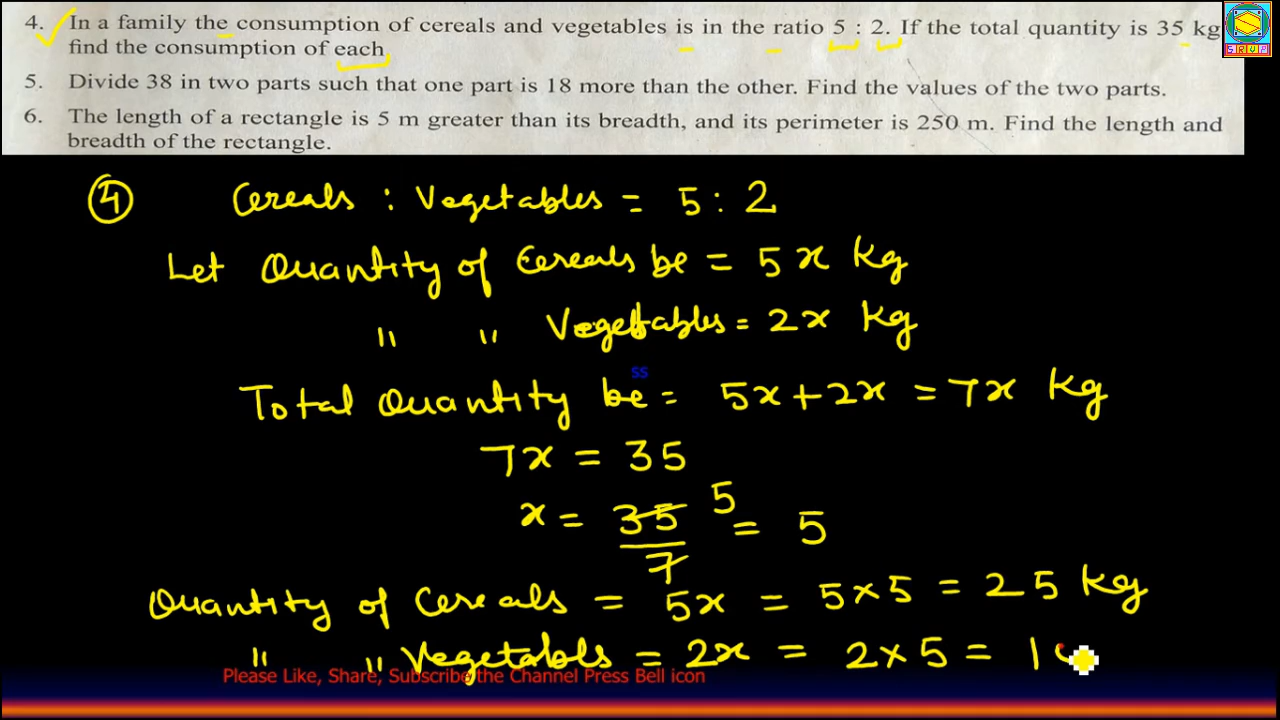 4. In a family the consumption of cereals and vegetables is in the ratio 5 : 2. If the total quantity is 35 kg
find the consumption of each
5. Divide 38 in two parts such that one part is 18 more than the other. Find the values of the two parts.
6. The length of a rectangle is 5 m greater than its breadth, and its perimeter is 250 m. Find the length and
breadth of the rectangle.
SRUP
④ Cereals : Vegetables = 5 : 2
Let Quantity of Cereals be = 5x kg
" " Vegetables = 2x kg
ss
Total Quantity be = 5x + 2x = 7x kg
7x = 35
x = 35/7 5 = 5
Quantity of Cereals = 5x = 5 × 5 = 25 kg
" " Vegetabols = 2x = 2 × 5 = 1
Please Like, Share, Subscribe the Channel Press Bell icon